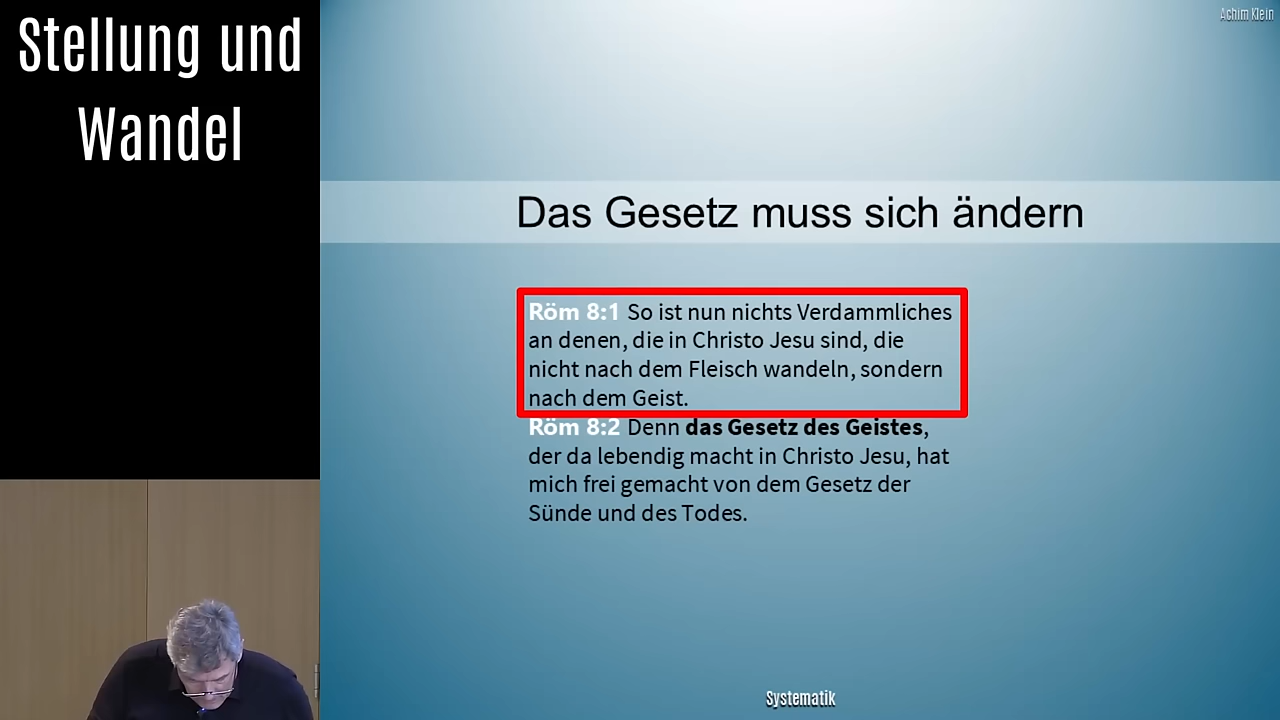 Stellung und
Wandel
Achim Klein
Das Gesetz muss sich ändern
Röm 8:1 So ist nun nichts Verdammliches
an denen, die in Christo Jesu sind, die
nicht nach dem Fleisch wandeln, sondern
nach dem Geist.
Röm 8:2 Denn das Gesetz des Geistes,
der da lebendig macht in Christo Jesu, hat
mich frei gemacht von dem Gesetz der
Sünde und des Todes.
Systematik